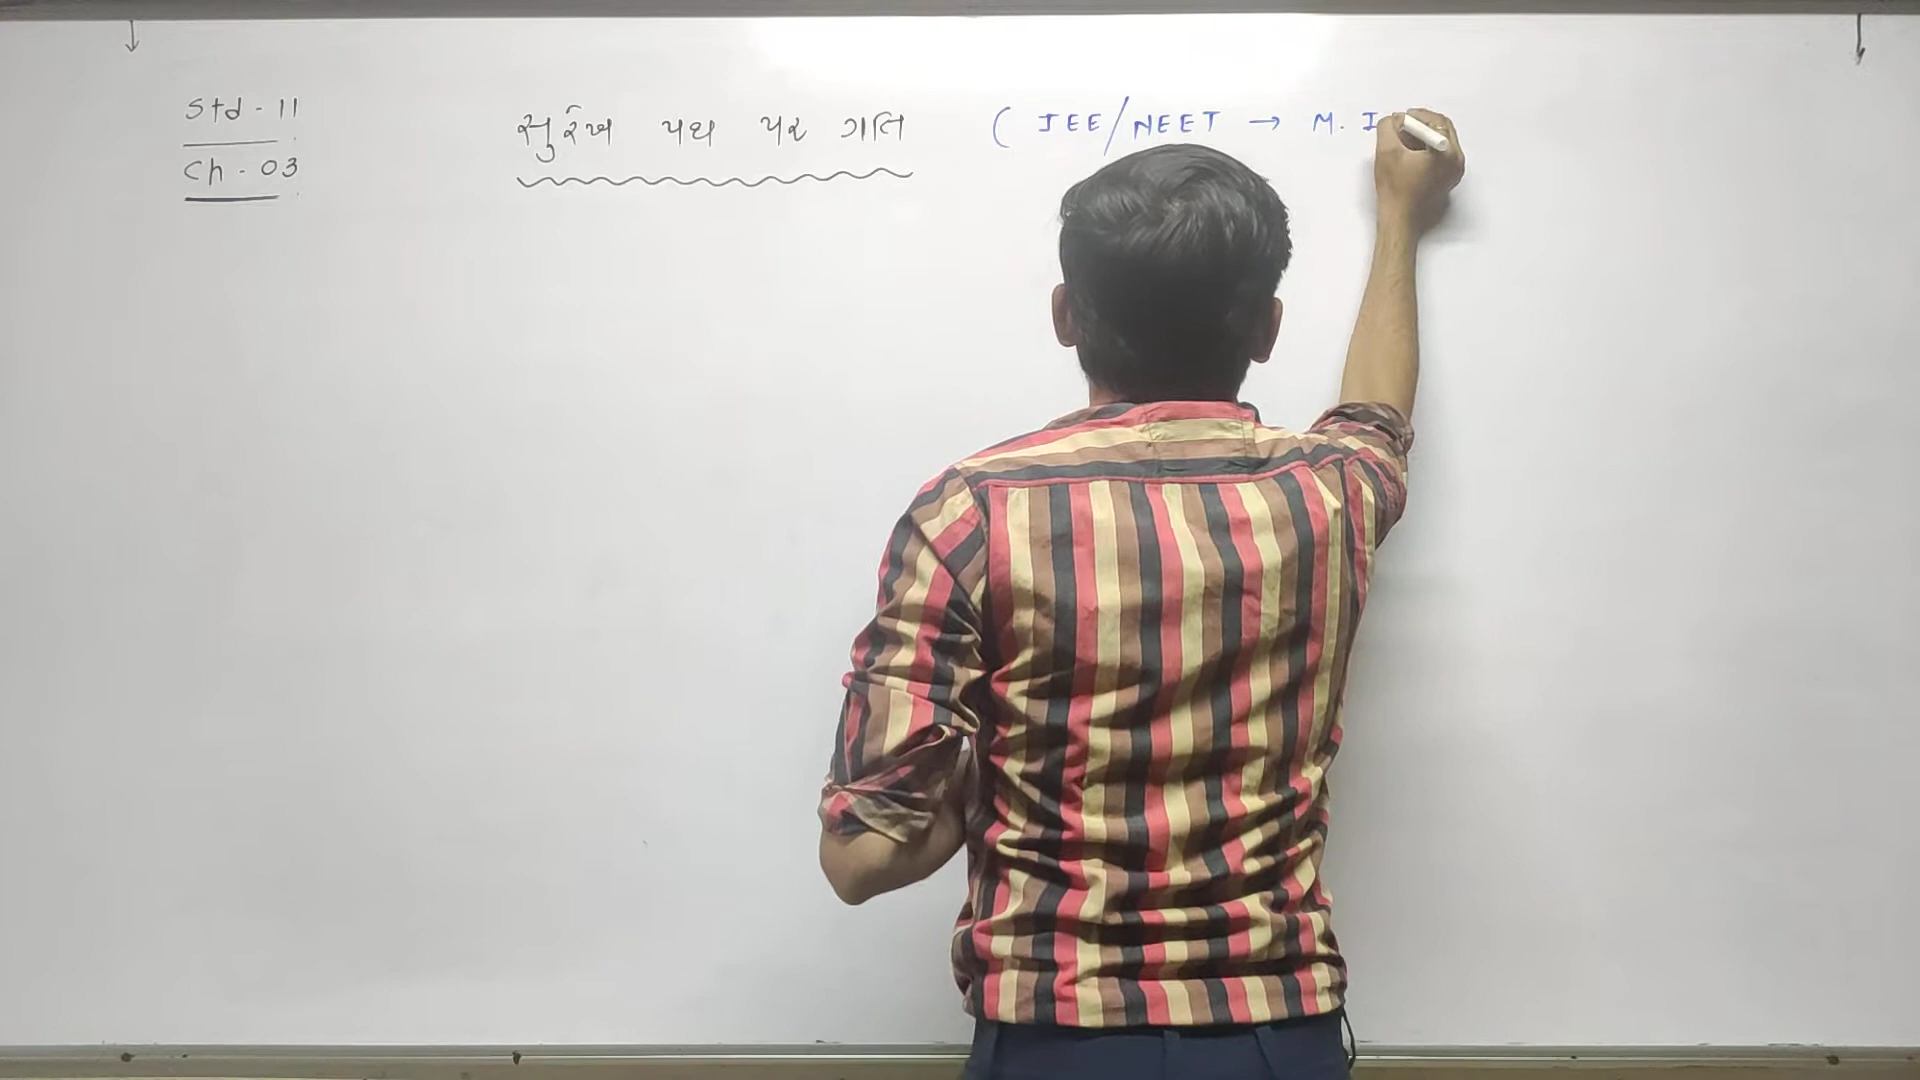 Std - 11
Ch - 03
સુરેખ પથ પર ગતિ
( JEE/NEET → M. I